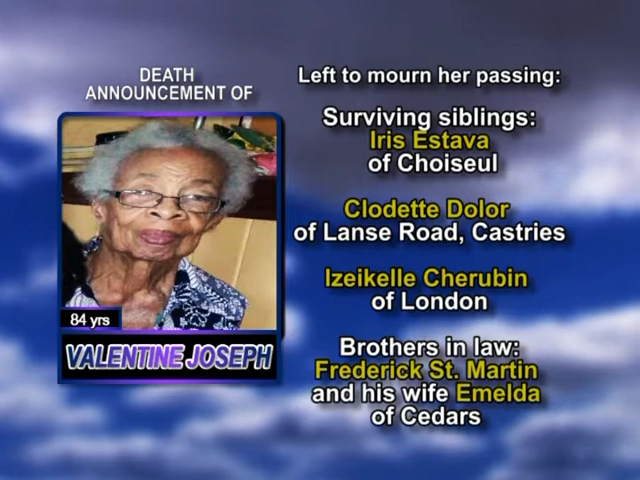 DEATH
ANNOUNCEMENT OF
84 yrs
VALENTINE JOSEPH
Left to mourn her passing:
Surviving siblings:
Iris Estava
of Choiseul
Clodette Dolor
of Lanse Road, Castries
Izeikelle Cherubin
of London
Brothers in law:
Frederick St. Martin
and his wife Emelda
of Cedars